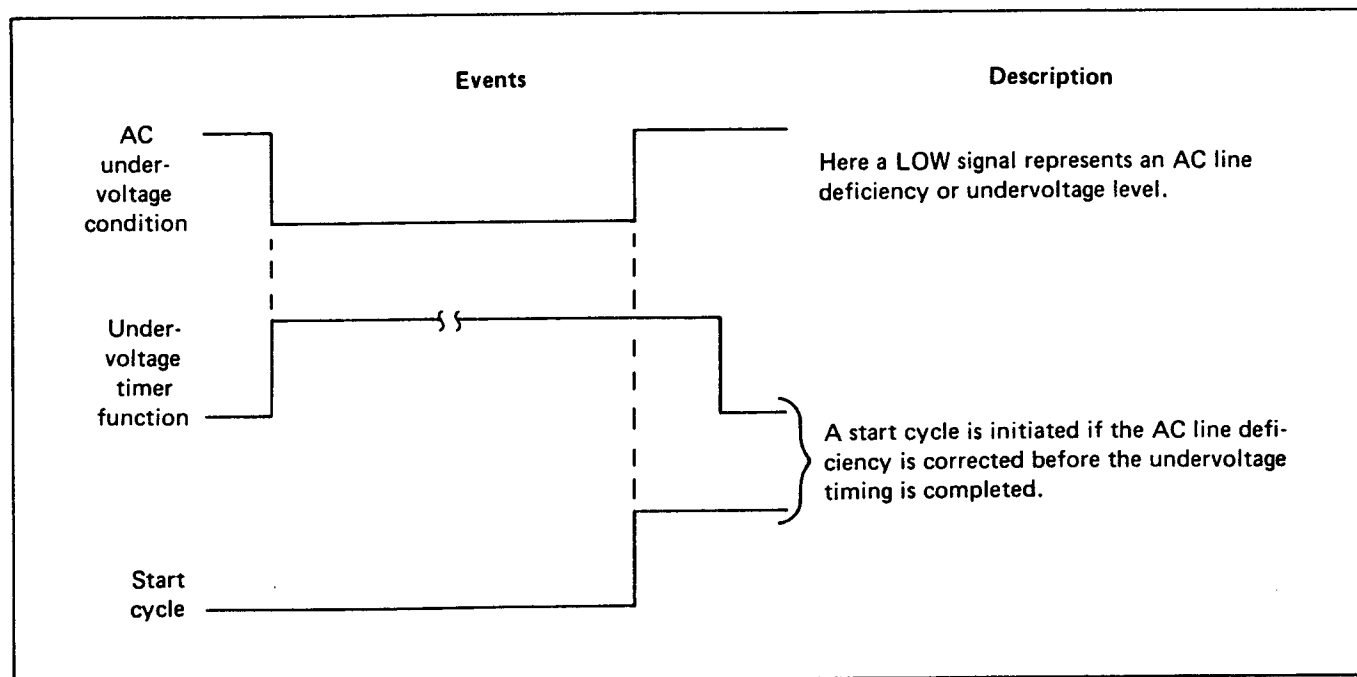 Events
Description
AC
under-
voltage
condition
Here a LOW signal represents an AC line
deficiency or undervoltage level.
Under-
voltage
timer
function
A start cycle is initiated if the AC line defi-
ciency is corrected before the undervoltage
timing is completed.
Start
cycle